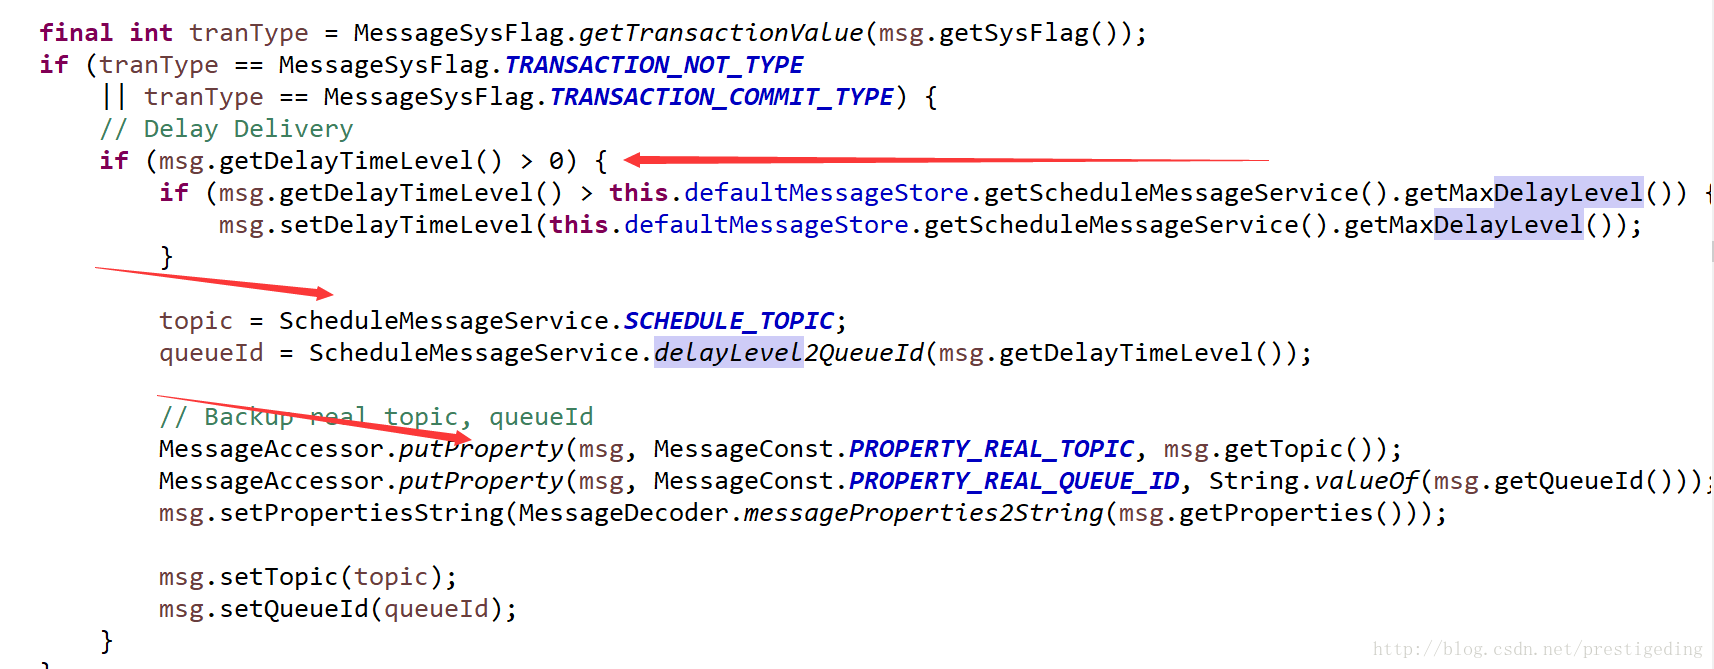 final int tranType = MessageSysFlag.getTransactionValue(msg.getSysFlag());
if (tranType == MessageSysFlag.TRANSACTION_NOT_TYPE
    || tranType == MessageSysFlag.TRANSACTION_COMMIT_TYPE) {
    // Delay Delivery
    if (msg.getDelayTimeLevel() > 0) {
        if (msg.getDelayTimeLevel() > this.defaultMessageStore.getScheduleMessageService().getMaxDelayLevel()) {
            msg.setDelayTimeLevel(this.defaultMessageStore.getScheduleMessageService().getMaxDelayLevel());
        }
        topic = ScheduleMessageService.SCHEDULE_TOPIC;
        queueId = ScheduleMessageService.delayLevel2QueueId(msg.getDelayTimeLevel());
        // Backup real topic, queueId
        MessageAccessor.putProperty(msg, MessageConst.PROPERTY_REAL_TOPIC, msg.getTopic());
        MessageAccessor.putProperty(msg, MessageConst.PROPERTY_REAL_QUEUE_ID, String.valueOf(msg.getQueueId()));
        msg.setPropertiesString(MessageDecoder.messageProperties2String(msg.getProperties()));
        msg.setTopic(topic);
        msg.setQueueId(queueId);
    }
}
http://blog.csdn.net/prestigeding